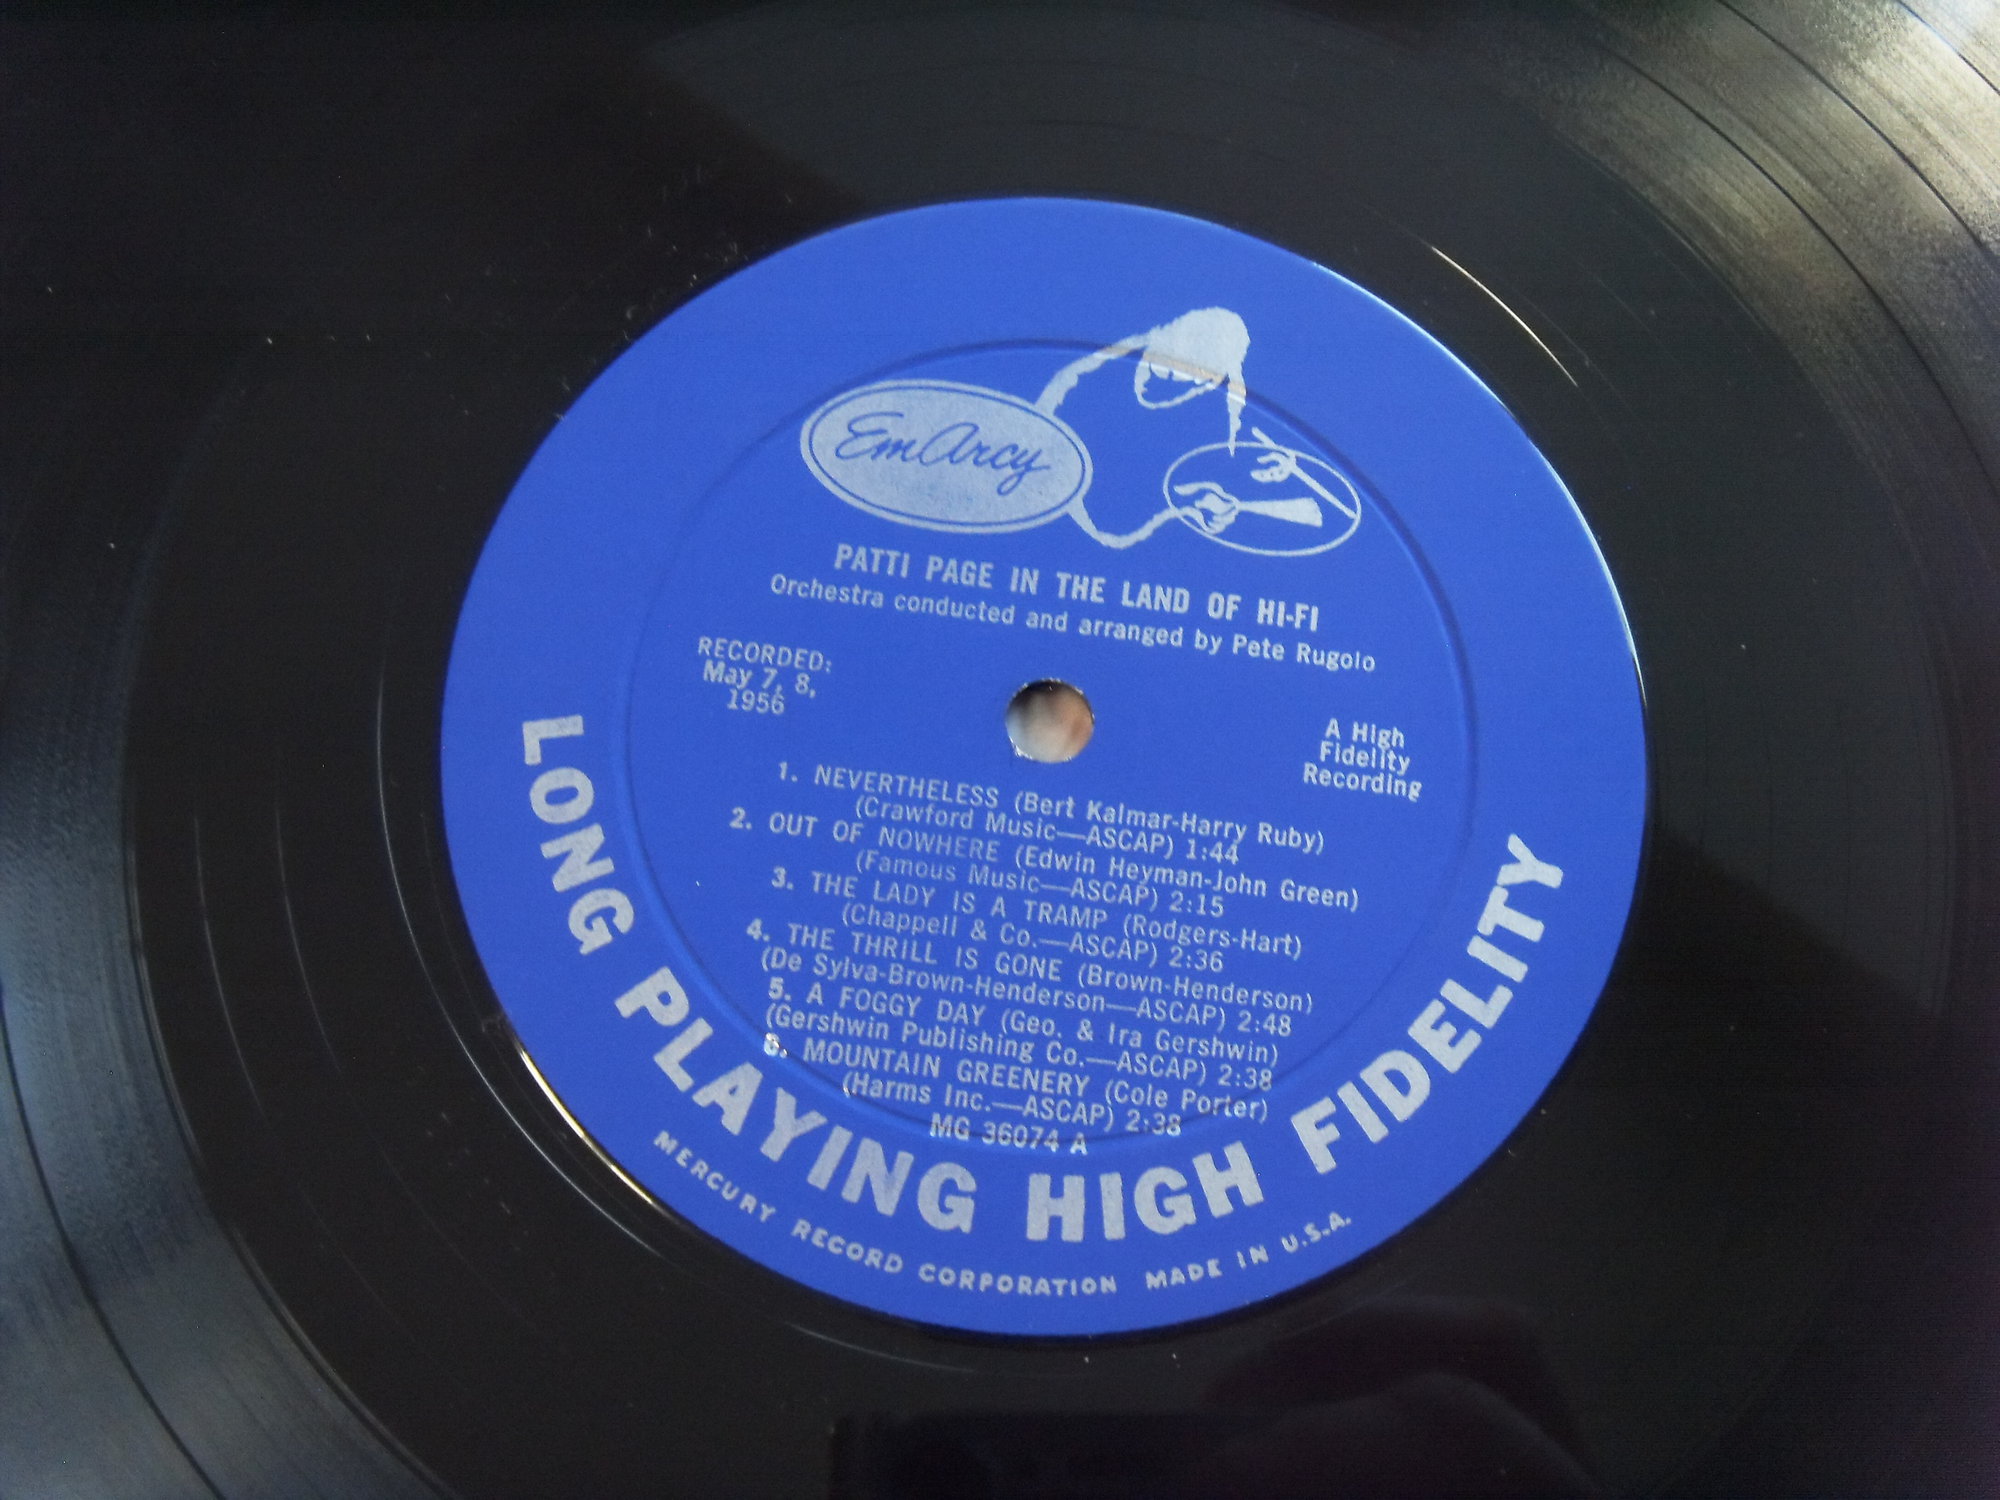 EmArcy
PATTI PAGE IN THE LAND OF HI-FI
Orchestra conducted and arranged by Pete Rugolo
RECORDED:
May 7, 8,
1956
A High
Fidelity
Recording
1. NEVERTHELESS (Bert Kalmar-Harry Ruby)
(Crawford Music—ASCAP) 1:44
2. OUT OF NOWHERE (Edwin Heyman-John Green)
(Famous Music—ASCAP) 2:15
3. THE LADY IS A TRAMP (Rodgers-Hart)
(Chappell & Co.—ASCAP) 2:36
4. THE THRILL IS GONE (Brown-Henderson)
(De Sylva-Brown-Henderson—ASCAP) 2:48
5. A FOGGY DAY (Geo. & Ira Gershwin)
(Gershwin Publishing Co.—ASCAP) 2:38
6. MOUNTAIN GREENERY (Cole Porter)
(Harms Inc.—ASCAP) 2:38
MG 36074 A
LONG PLAYING HIGH FIDELITY
MERCURY RECORD CORPORATION MADE IN U.S.A.